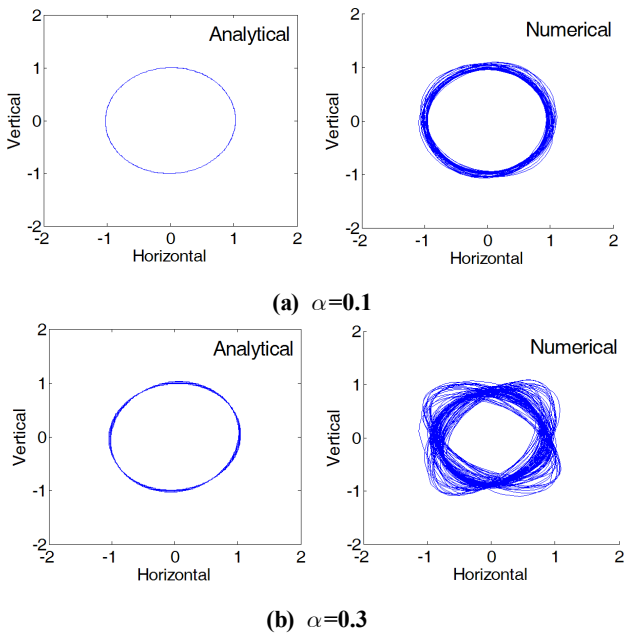 Analytical
Numerical
2
1
0
-1
-2
Vertical
-2
-1
0
1
2
Horizontal
2
1
0
-1
-2
Vertical
-2
-1
0
1
2
Horizontal
(a) α=0.1
Analytical
Numerical
2
1
0
-1
-2
Vertical
-2
-1
0
1
2
Horizontal
2
1
0
-1
-2
Vertical
-2
-1
0
1
2
Horizontal
(b) α=0.3